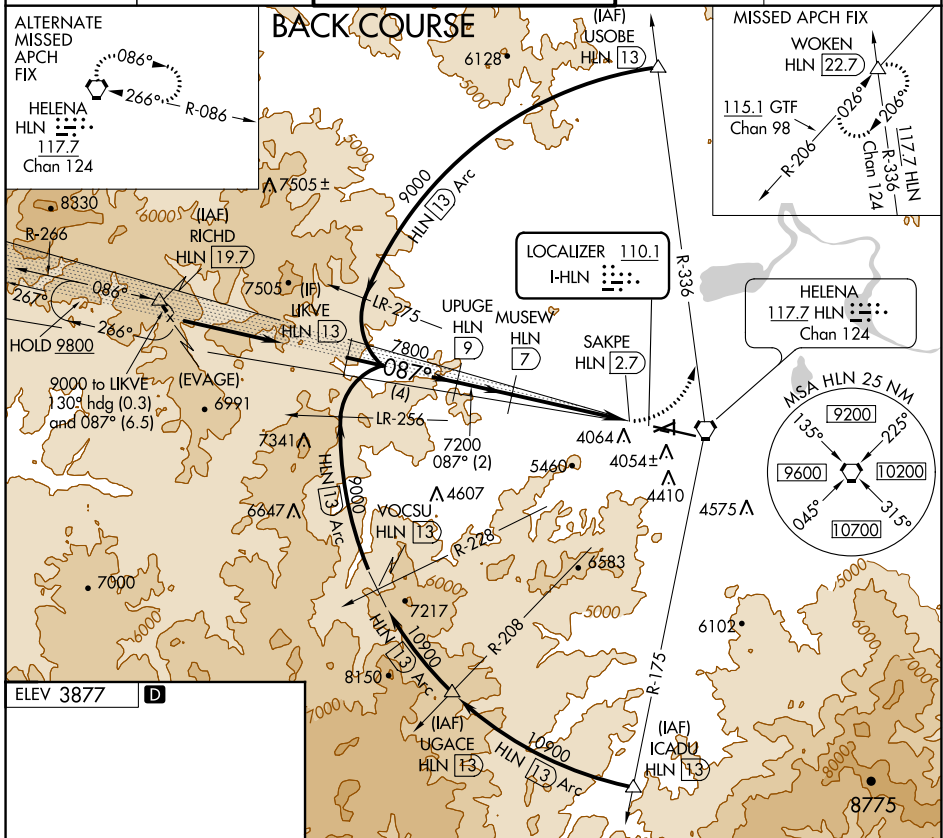 BACK COURSE
ALTERNATE
MISSED
APCH
FIX
086°
266°
R-086
HELENA
HLN
117.7
Chan 124
6128
(IAF)
USOBE
HLN 13
MISSED APCH FIX
WOKEN
HLN 22.7
115.1 GTF
Chan 98
026°
206°
R-206
117.7 HLN
R-336
Chan 124
5000
5000
7505±
9000
HLN 13 Arc
8330
6000
(IAF)
RICHD
HLN 19.7
R-266
267°
086°
266°
HOLD 9800
7505
(IF)
LIKVE
HLN 13
LR-275
UPUGE
HLN
9
MUSEW
HLN
7
LOCALIZER 110.1
I-HLN
R-336
HELENA
117.7 HLN
Chan 124
7800
087°
(4)
SAKPE
HLN 2.7
9000 to LIKVE
130° hdg (0.3)
and 087° (6.5)
(EVAGE)
6991
LR-256
7341
7200
087° (2)
4064
4054±
4410
5460
4607
4575
MSA HLN 25 NM
9200
135°
225°
9600
10200
045°
315°
10700
HLN 13 Arc
9000
6647
VOCSU
HLN 13
R-228
6583
7000
6000
6000
7217
5000
5000
6000
HLN 13 Arc
10900
R-208
6102
R-175
8150
7000
7000
ELEV 3877 D
(IAF)
UGACE
HLN 13
10900
HLN 13 Arc
(IAF)
ICADU
HLN 13
8000
8775